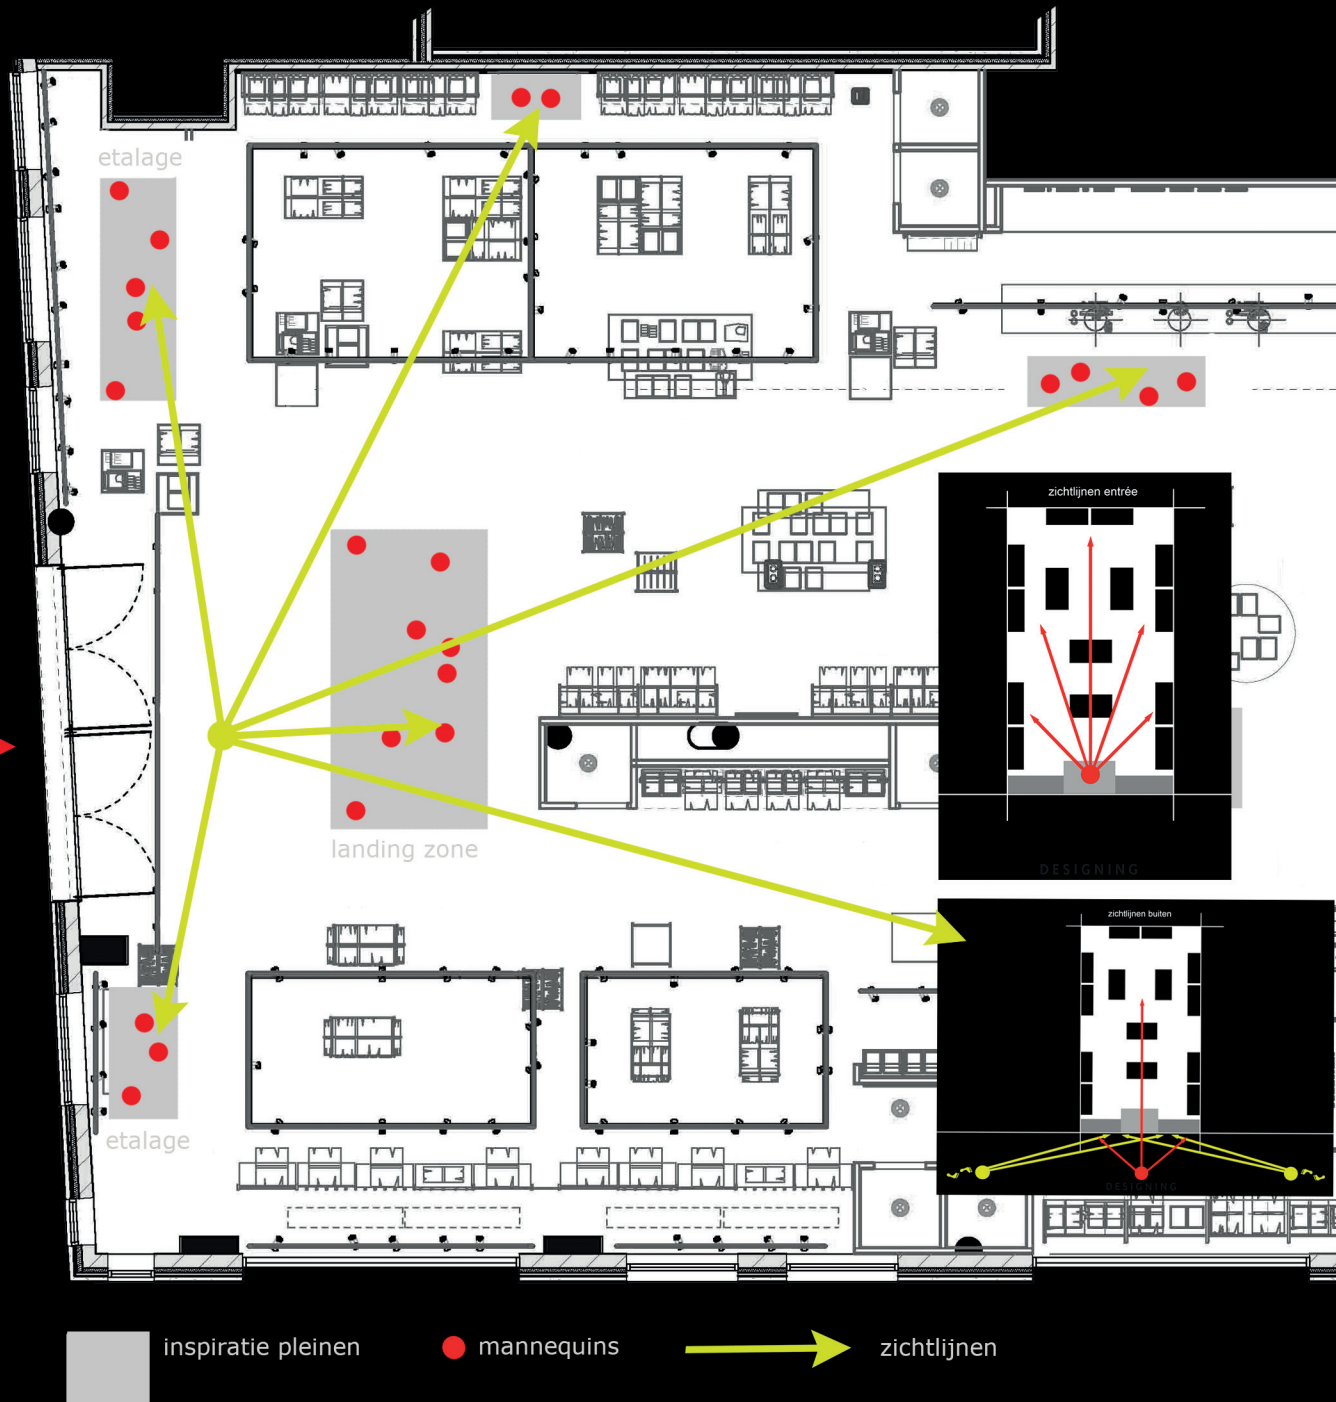 etalage
zichtlijnen entrée
landing zone
DESIGNING
zichtlijnen buiten
etalage
DESIGNING
inspiratie pleinen
mannequins
zichtlijnen